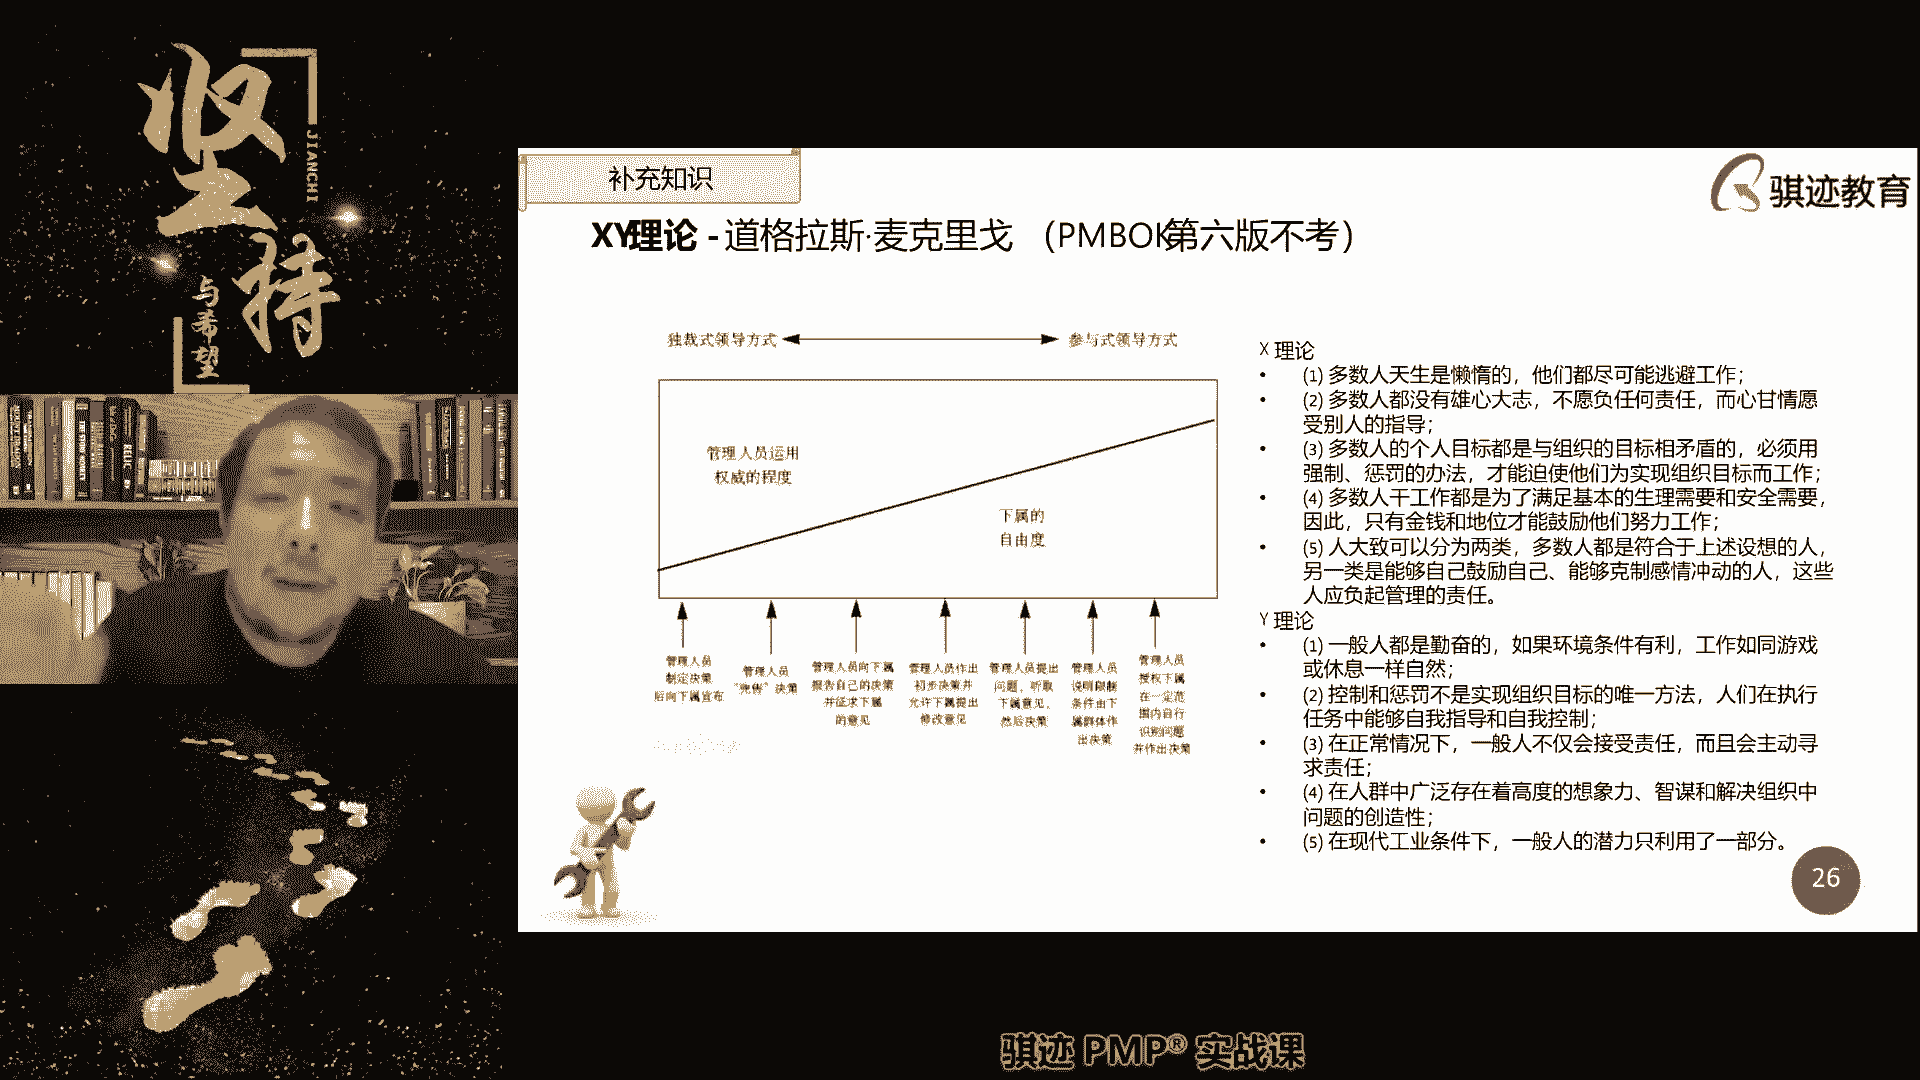 坚持
JIANCHI
与希望
补充知识
骐迹教育
XY理论 - 道格拉斯·麦克里戈 （PMBOK第六版不考）
独裁式领导方式
参与式领导方式
管理人员运用
权威的程度
下属的
自由度
管理人员
制定决策
后向下属宣布
管理人员
“兜售”决策
管理人员向下属
报告自己的决策
并征求下属
的意见
管理人员作出
初步决策并
允许下属提出
修改意见
管理人员提出
问题，听取
下属意见，
然后决策
管理人员
说明限制
条件由下
属群体作
出决策
管理人员
授权下属
在一定范
围内自行
识别问题
并作出决策
X 理论
• (1) 多数人天生是懒惰的，他们都尽可能逃避工作；
• (2) 多数人都没有雄心大志，不愿负任何责任，而心甘情愿
受别人的指导；
• (3) 多数人的个人目标都是与组织的目标相矛盾的，必须用
强制、惩罚的办法，才能迫使他们为实现组织目标而工作；
• (4) 多数人干工作都是为了满足基本的生理需要和安全需要，
因此，只有金钱和地位才能鼓励他们努力工作；
• (5) 人大致可以分为两类，多数人都是符合于上述设想的人，
另一类是能够自己鼓励自己、能够克制感情冲动的人，这些
人应负起管理的责任。
Y 理论
• (1) 一般人都是勤奋的，如果环境条件有利，工作如同游戏
或休息一样自然；
• (2) 控制和惩罚不是实现组织目标的唯一方法，人们在执行
任务中能够自我指导和自我控制；
• (3) 在正常情况下，一般人不仅会接受责任，而且会主动寻
求责任；
• (4) 在人群中广泛存在着高度的想象力、智谋和解决组织中
问题的创造性；
• (5) 在现代工业条件下，一般人的潜力只利用了一部分。
26
骐迹 PMP® 实战课